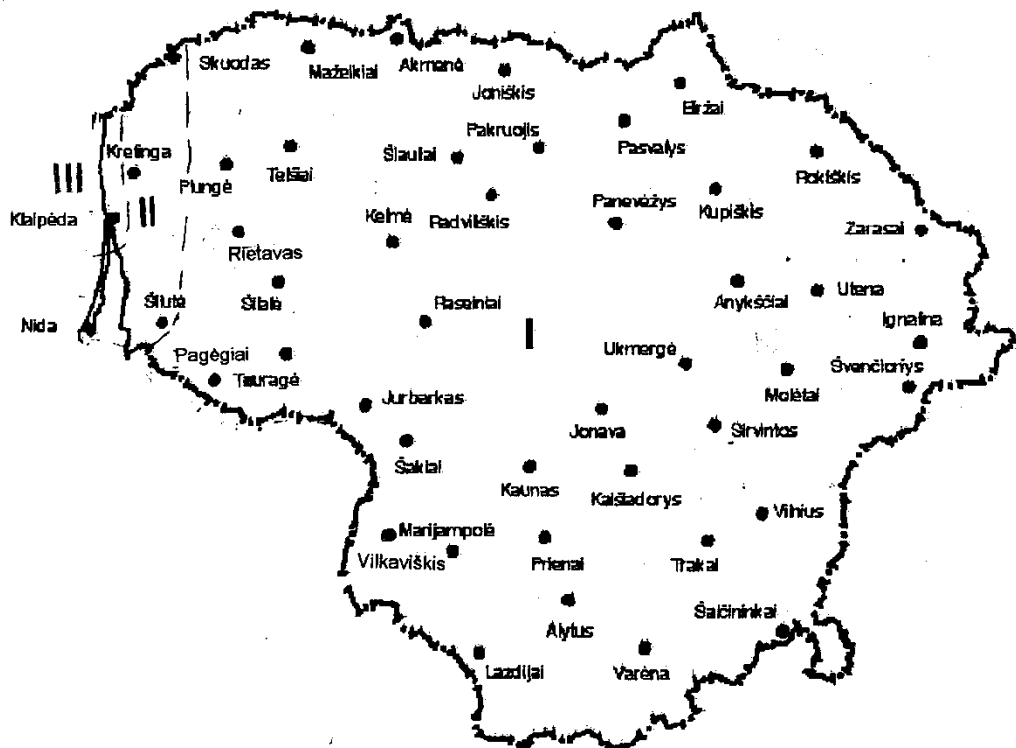 Skuodas
Mažeikiai
Akmenė
Joniškis
Biržai
Pakruojis
Pasvalys
Kretinga
Plungė
Telšiai
Šiauliai
Rokiškis
III
II
Klaipėda
Kelmė
Radviliškis
Panevėžys
Kupiškis
Zarasai
Rietavas
Šilutė
Šilalė
Raseiniai
Anykščiai
Utena
Nida
I
Ignalina
Pagėgiai
Tauragė
Ukmergė
Molėtai
Švenčionys
Jurbarkas
Jonava
Širvintos
Šakiai
Kaunas
Kaišiadorys
Vilnius
Marijampolė
Vilkaviškis
Prienai
Trakai
Alytus
Šalčininkai
Lazdijai
Varėna